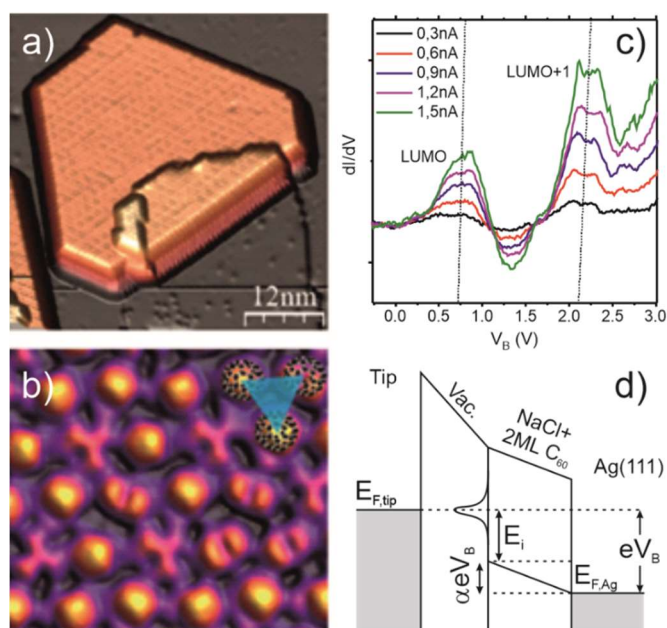 a)
12nm
b)
c)
0,3nA
0,6nA
0,9nA
1,2nA
1,5nA
LUMO+1
LUMO
dI/dV
0.0 0.5 1.0 1.5 2.0 2.5 3.0
V_B (V)
d)
Tip
Vac.
NaCl+
2ML C₆₀
Ag(111)
E_F,tip
E_i
eV_B
αeV_B
E_F,Ag